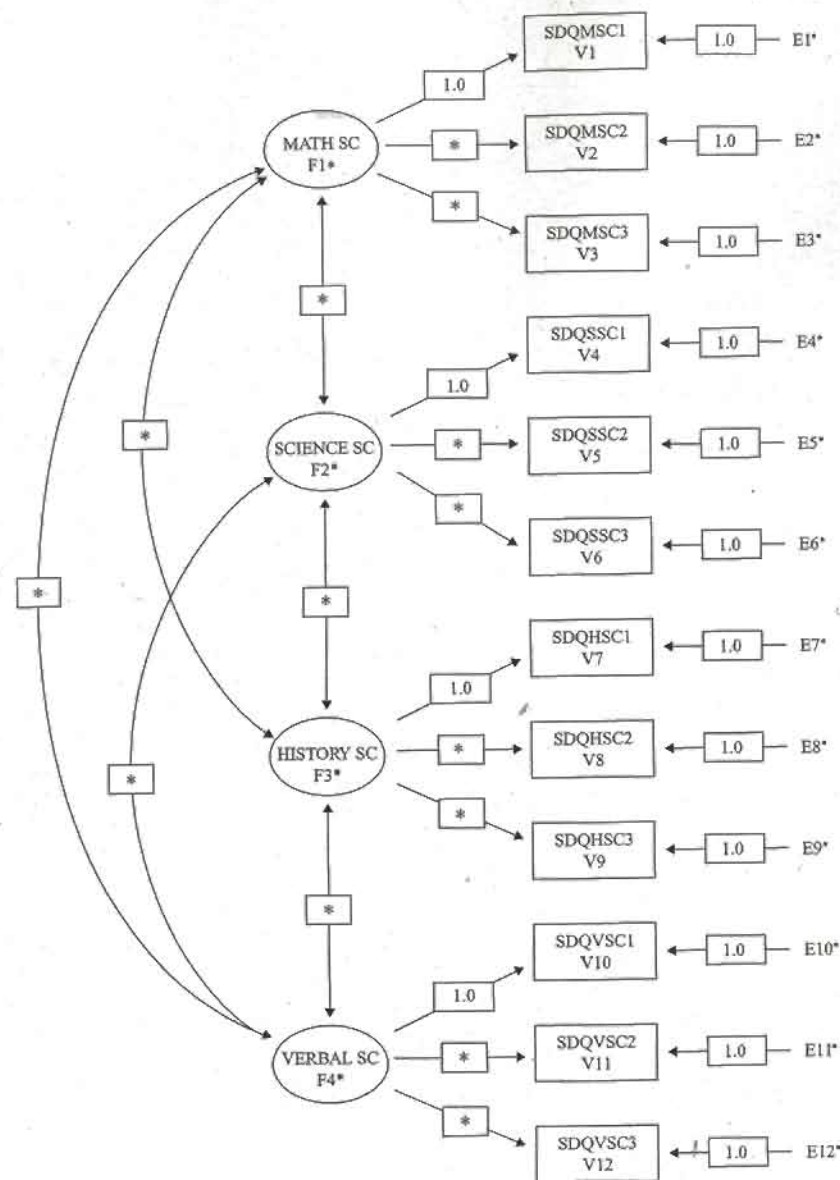 SDQMSC1
V1
1.0
E1*
1.0
MATH SC
F1*
*
SDQMSC2
V2
1.0
E2*
*
SDQMSC3
V3
1.0
E3*
*
SDQSSC1
V4
1.0
E4*
1.0
*
SCIENCE SC
F2*
*
SDQSSC2
V5
1.0
E5*
*
SDQSSC3
V6
1.0
E6*
*
*
SDQHSC1
V7
1.0
E7*
1.0
HISTORY SC
F3*
*
SDQHSC2
V8
1.0
E8*
*
*
SDQHSC3
V9
1.0
E9*
*
SDQVSC1
V10
1.0
E10*
1.0
VERBAL SC
F4*
*
SDQVSC2
V11
1.0
E11*
*
SDQVSC3
V12
1.0
E12*